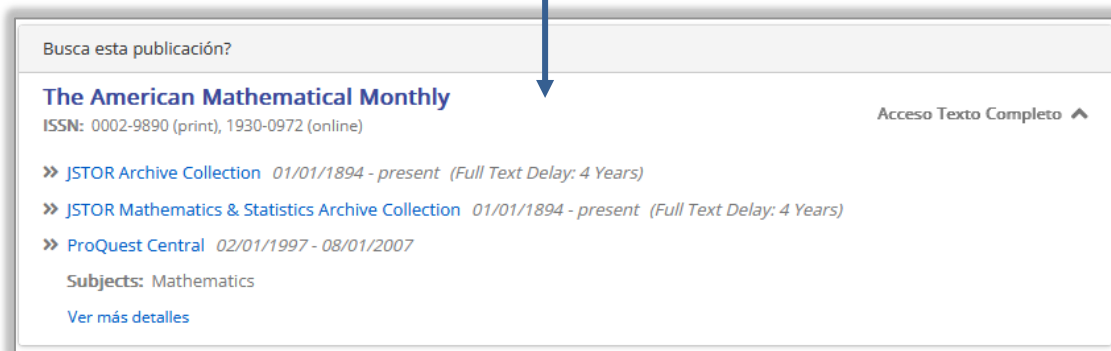 Busca esta publicación?
The American Mathematical Monthly
ISSN: 0002-9890 (print), 1930-0972 (online)
Acceso Texto Completo
JSTOR Archive Collection 01/01/1894 - present (Full Text Delay: 4 Years)
JSTOR Mathematics & Statistics Archive Collection 01/01/1894 - present (Full Text Delay: 4 Years)
ProQuest Central 02/01/1997 - 08/01/2007
Subjects: Mathematics
Ver más detalles